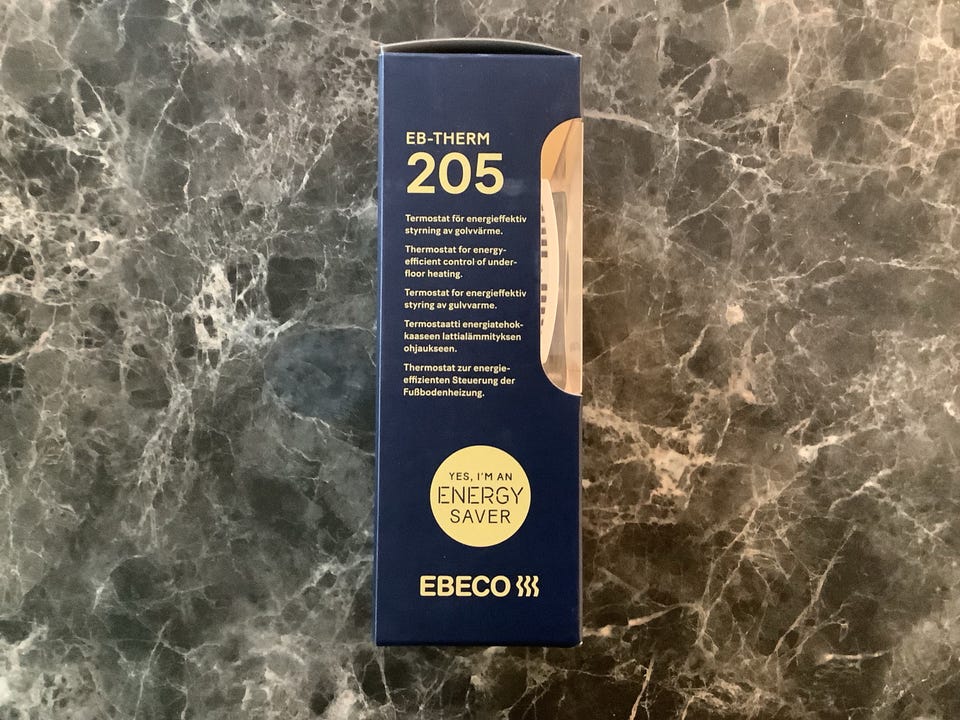 EB-THERM
205
Termostat för energieffektiv
styrning av golvvärme.
Thermostat for energy-
efficient control of under-
floor heating.
Termostat for energieffektiv
styring av gulvvarme.
Termostaatti energiatehok-
kaaseen lattialämmityksen
ohjaukseen.
Thermostat zur energie-
effizienten Steuerung der
Fußbodenheizung.
YES, I'M AN
ENERGY
SAVER
EBECO